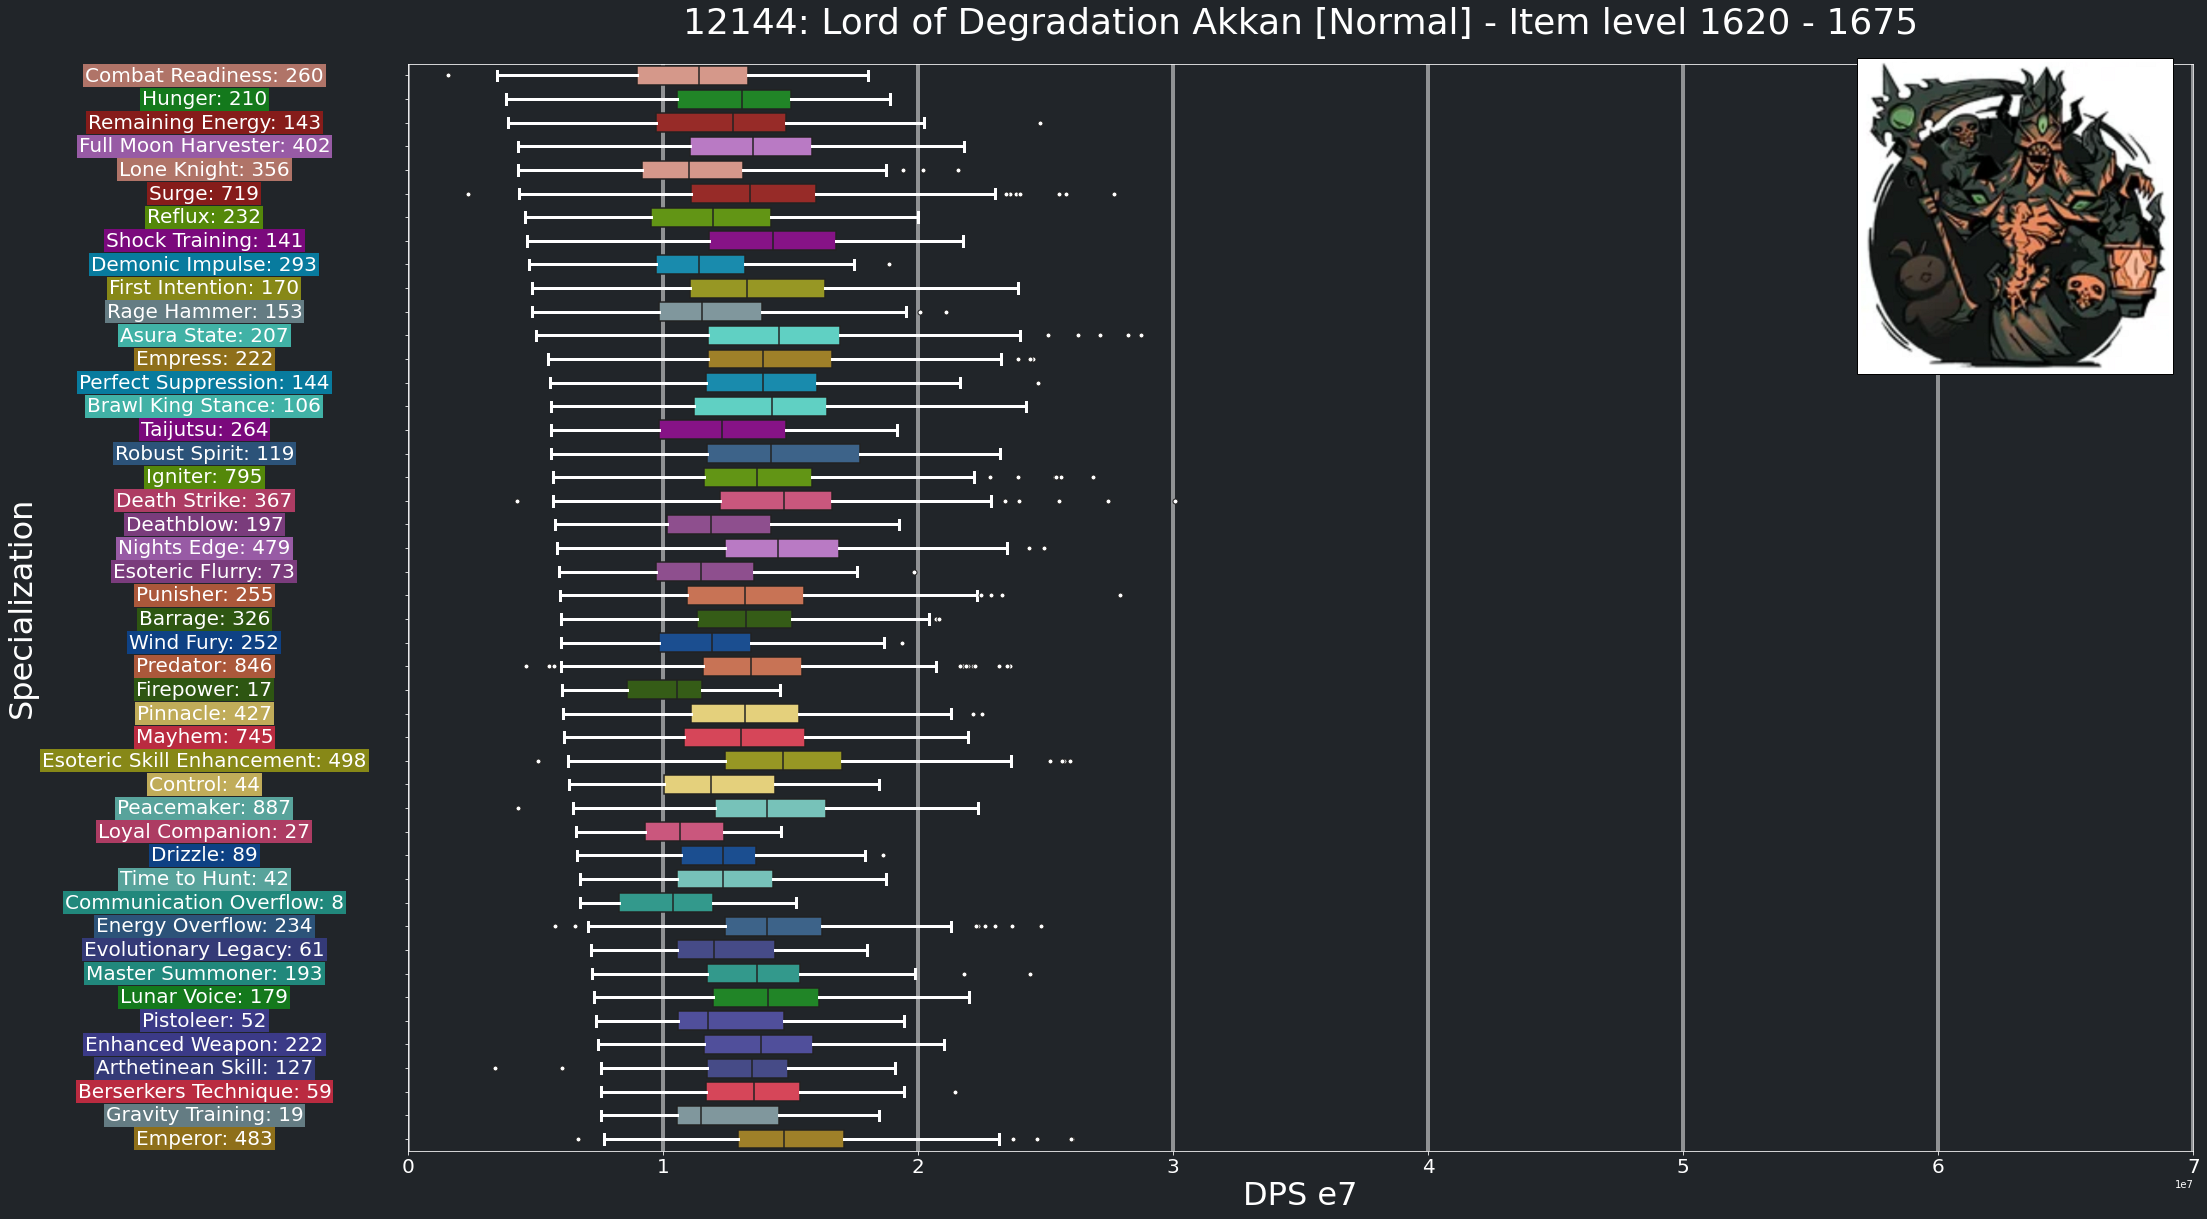 12144: Lord of Degradation Akkan [Normal] - Item level 1620 - 1675
Combat Readiness: 260
Hunger: 210
Remaining Energy: 143
Full Moon Harvester: 402
Lone Knight: 356
Surge: 719
Reflux: 232
Shock Training: 141
Demonic Impulse: 293
First Intention: 170
Rage Hammer: 153
Asura State: 207
Empress: 222
Perfect Suppression: 144
Brawl King Stance: 106
Taijutsu: 264
Robust Spirit: 119
Igniter: 795
Death Strike: 367
Deathblow: 197
Nights Edge: 479
Esoteric Flurry: 73
Punisher: 255
Barrage: 326
Wind Fury: 252
Predator: 846
Firepower: 17
Pinnacle: 427
Mayhem: 745
Esoteric Skill Enhancement: 498
Control: 44
Peacemaker: 887
Loyal Companion: 27
Drizzle: 89
Time to Hunt: 42
Communication Overflow: 8
Energy Overflow: 234
Evolutionary Legacy: 61
Master Summoner: 193
Lunar Voice: 179
Pistoleer: 52
Enhanced Weapon: 222
Arthetinean Skill: 127
Berserkers Technique: 59
Gravity Training: 19
Emperor: 483
Specialization
0 1 2 3 4 5 6 7
1e7
DPS e7